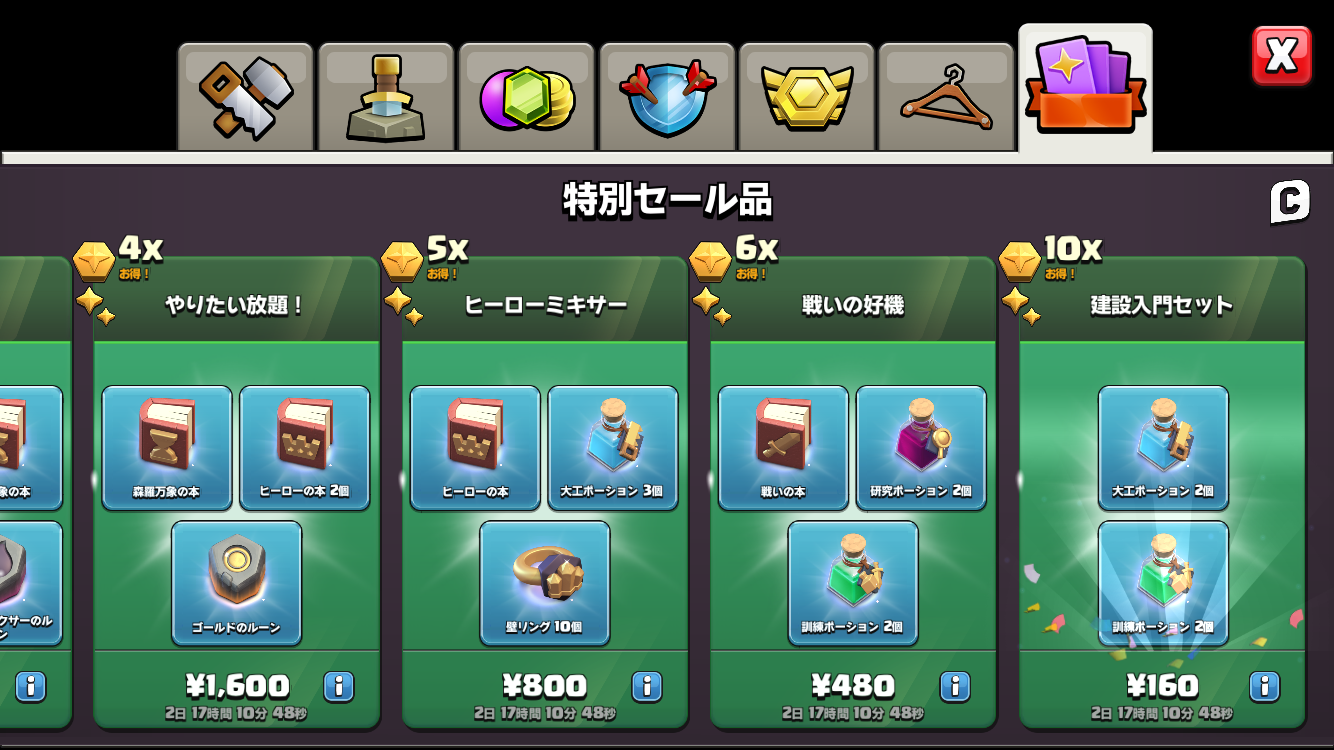 X
特別セール品
C
4x
お得！
やりたい放題！
森羅万象の本
ヒーローの本 2個
ゴールドのルーン
¥1,600
i
2日 17時間 10分 48秒
5x
お得！
ヒーローミキサー
ヒーローの本
大工ポーション 3個
壁リング 10個
¥800
i
2日 17時間 10分 48秒
6x
お得！
戦いの好機
戦いの本
研究ポーション 2個
訓練ポーション 2個
¥480
i
2日 17時間 10分 48秒
10x
お得！
建設入門セット
大工ポーション 2個
訓練ポーション 2個
¥160
i
2日 17時間 10分 48秒
象の本
クサーのル
ン
i